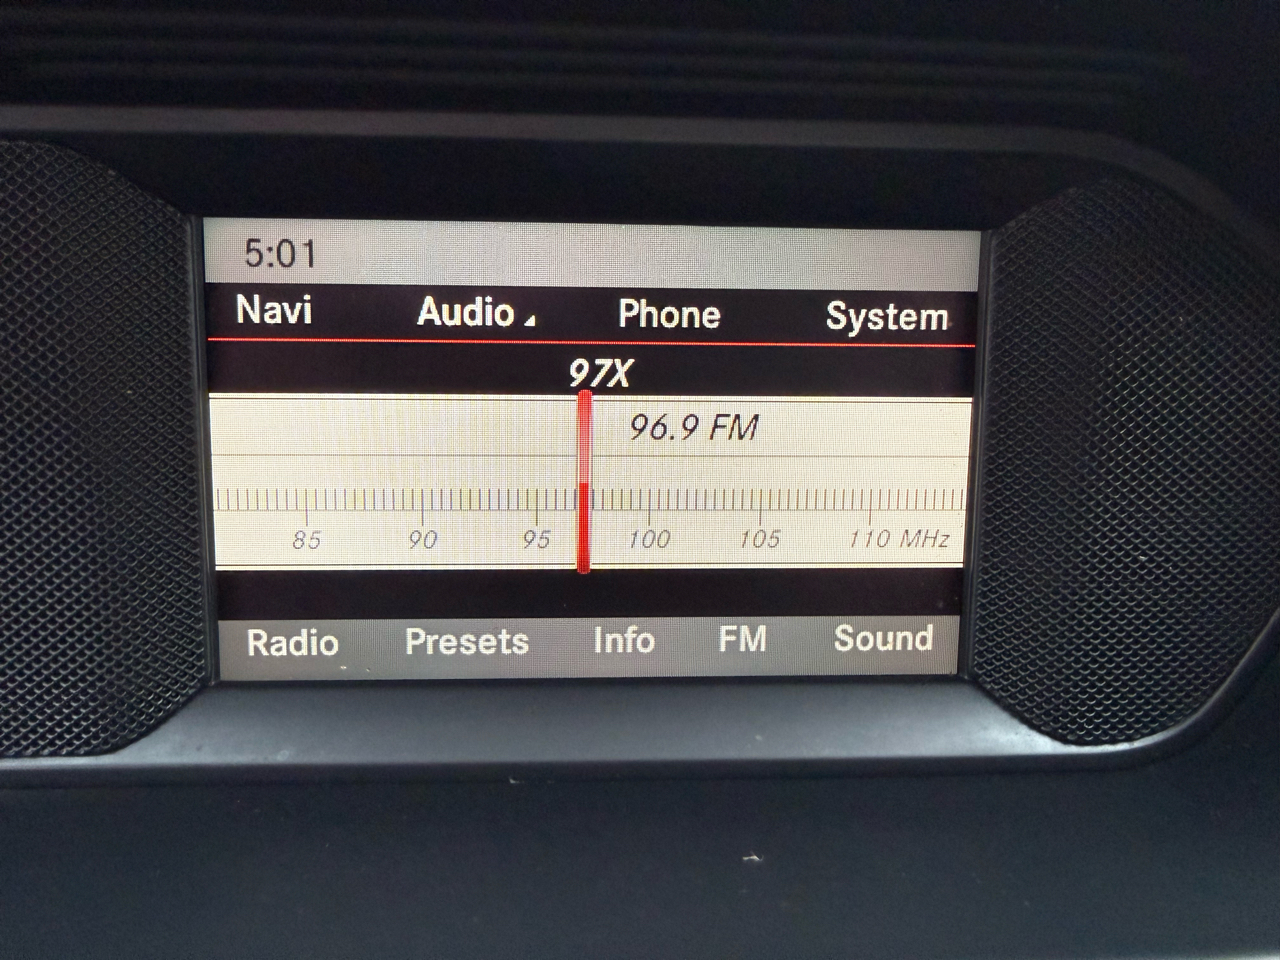 5:01
Navi Audio Phone System
97X
96.9 FM
85 90 95 100 105 110 MHz
Radio Presets Info FM Sound